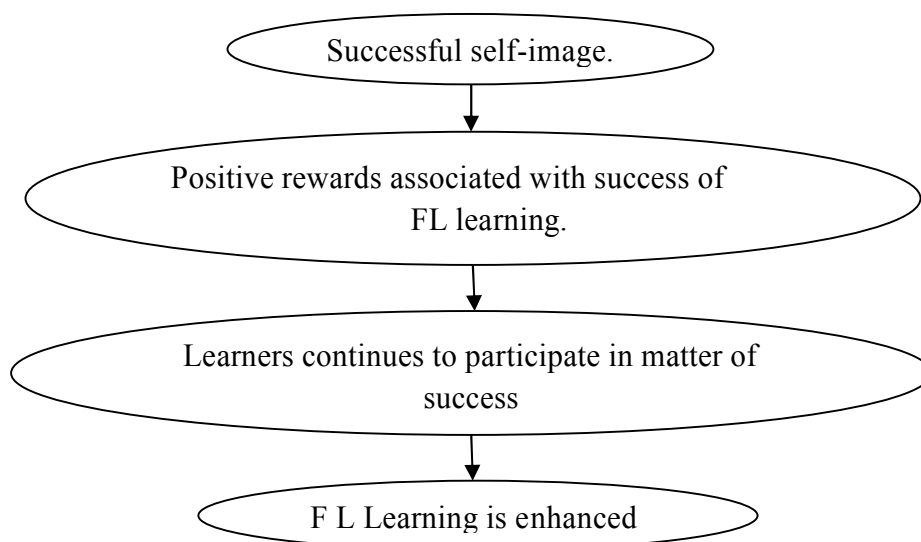 Successful self-image.
Positive rewards associated with success of
FL learning.
Learners continues to participate in matter of
success
F L Learning is enhanced